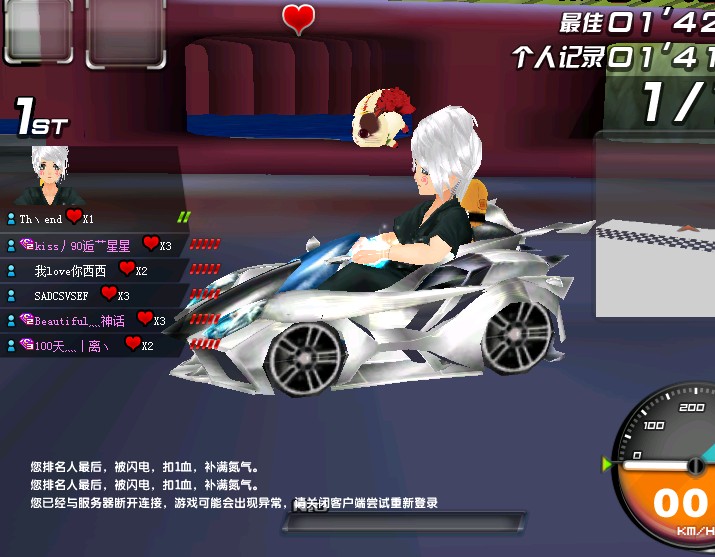 最佳01'42
个人记录01'41
1/
1ST
Th丶end X1
kiss丿90逅艹星星 X3
我love你西西 X2
SADCSVSEF X3
Beautiful灬神话 X3
100天灬丨离丶 X2
200
100
0
00
KM/H
您排名人最后，被闪电，扣1血，补满氮气。
您排名人最后，被闪电，扣1血，补满氮气。
您已经与服务器断开连接，游戏可能会出现异常，请关闭客户端尝试重新登录